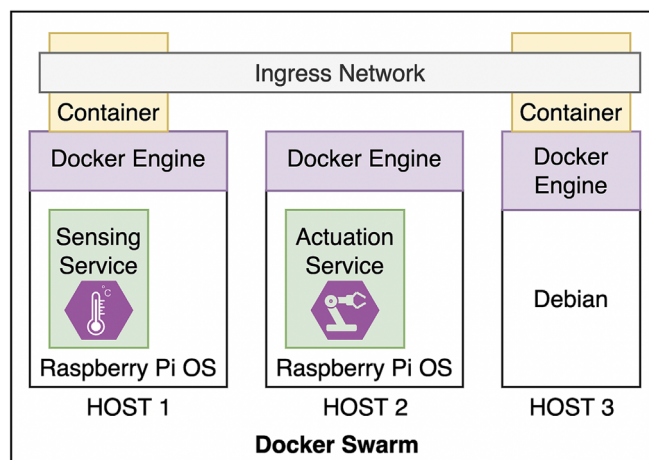 Ingress Network
Container
Container
Docker Engine
Docker Engine
Docker
Engine
Sensing
Service
°C
Actuation
Service
Debian
Raspberry Pi OS
Raspberry Pi OS
HOST 1
HOST 2
HOST 3
Docker Swarm